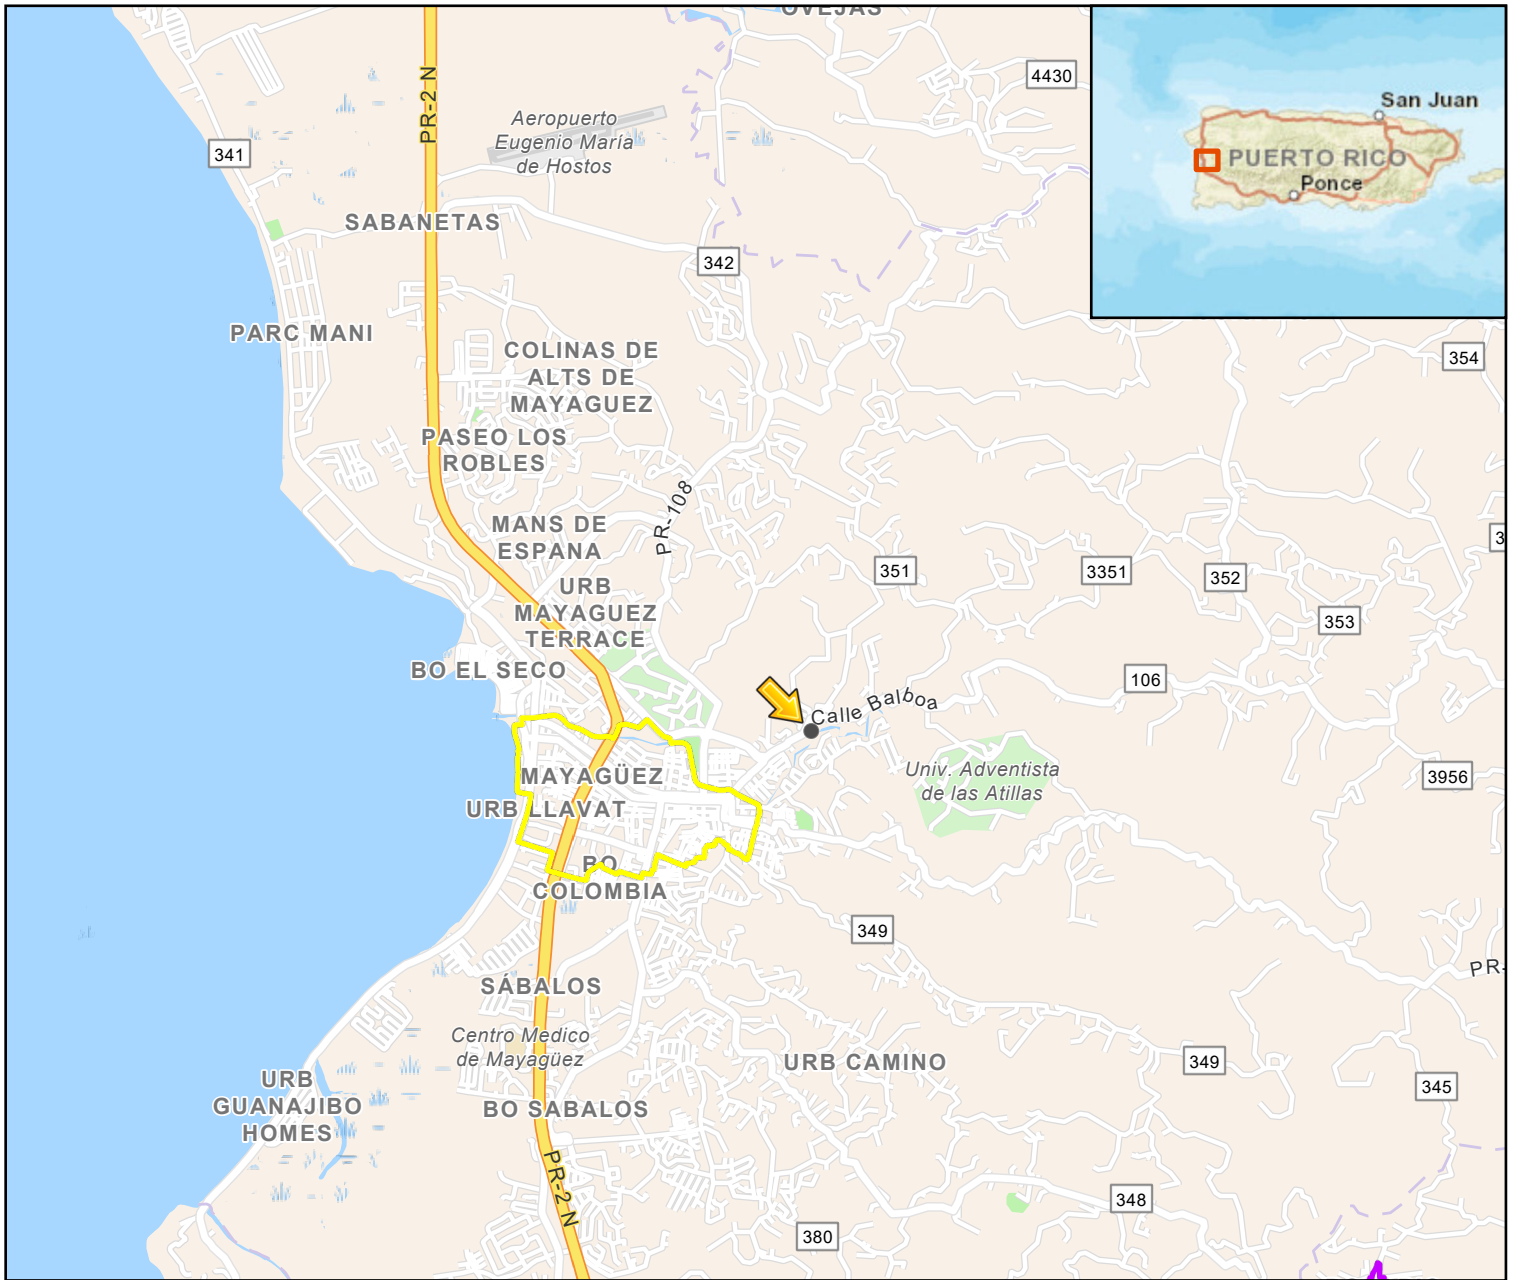 OVEJAS
PR-2 N
4430
San Juan
PUERTO RICO
Ponce
Aeropuerto
Eugenio María
de Hostos
341
SABANETAS
342
PARC MANI
COLINAS DE
ALTS DE
MAYAGUEZ
354
PASEO LOS
ROBLES
PR-108
MANS DE
ESPANA
351
3351
352
353
URB
MAYAGUEZ
TERRACE
BO EL SECO
106
Calle Balboa
MAYAGÜEZ
URB LLAVAT
Univ. Adventista
de las Atillas
3956
BO
COLOMBIA
349
PR-
SÁBALOS
Centro Medico
de Mayagüez
URB CAMINO
349
345
URB
GUANAJIBO
HOMES
BO SABALOS
PR-2 N
348
380